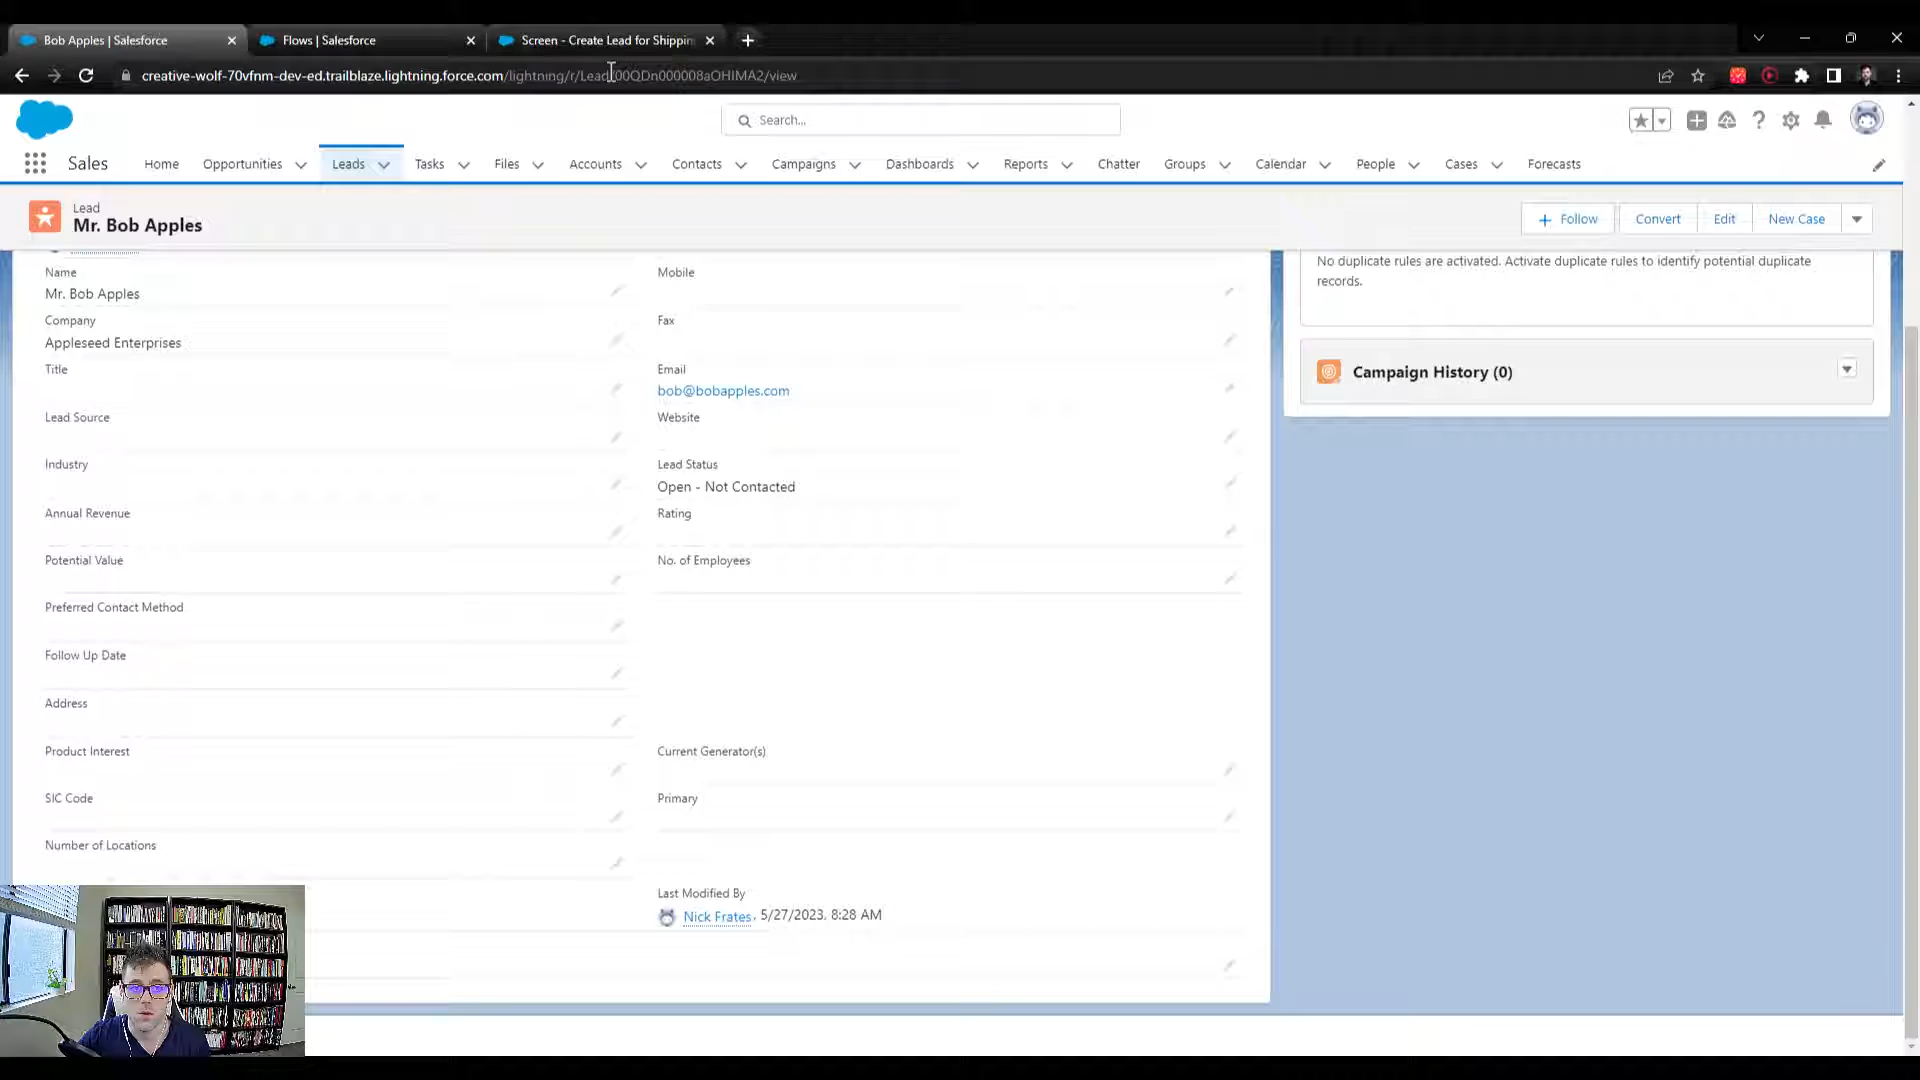 Bob Apples | Salesforce
Flows | Salesforce
Screen - Create Lead for Shippin
creative-wolf-70vfnm-dev-ed.trailblaze.lightning.force.com/lightning/r/Lead/00QDn000008aOHIMA2/view
Search...
Sales
Home
Opportunities
Leads
Tasks
Files
Accounts
Contacts
Campaigns
Dashboards
Reports
Chatter
Groups
Calendar
People
Cases
Forecasts
Lead
Mr. Bob Apples
Follow
Convert
Edit
New Case
Name
Mr. Bob Apples
Mobile
Company
Appleseed Enterprises
Fax
Title
Email
bob@bobapples.com
Lead Source
Website
Industry
Lead Status
Open - Not Contacted
Annual Revenue
Rating
Potential Value
No. of Employees
Preferred Contact Method
Follow Up Date
Address
Product Interest
Current Generator(s)
SIC Code
Primary
Number of Locations
Last Modified By
Nick Frates, 5/27/2023, 8:28 AM
No duplicate rules are activated. Activate duplicate rules to identify potential duplicate
records.
Campaign History (0)